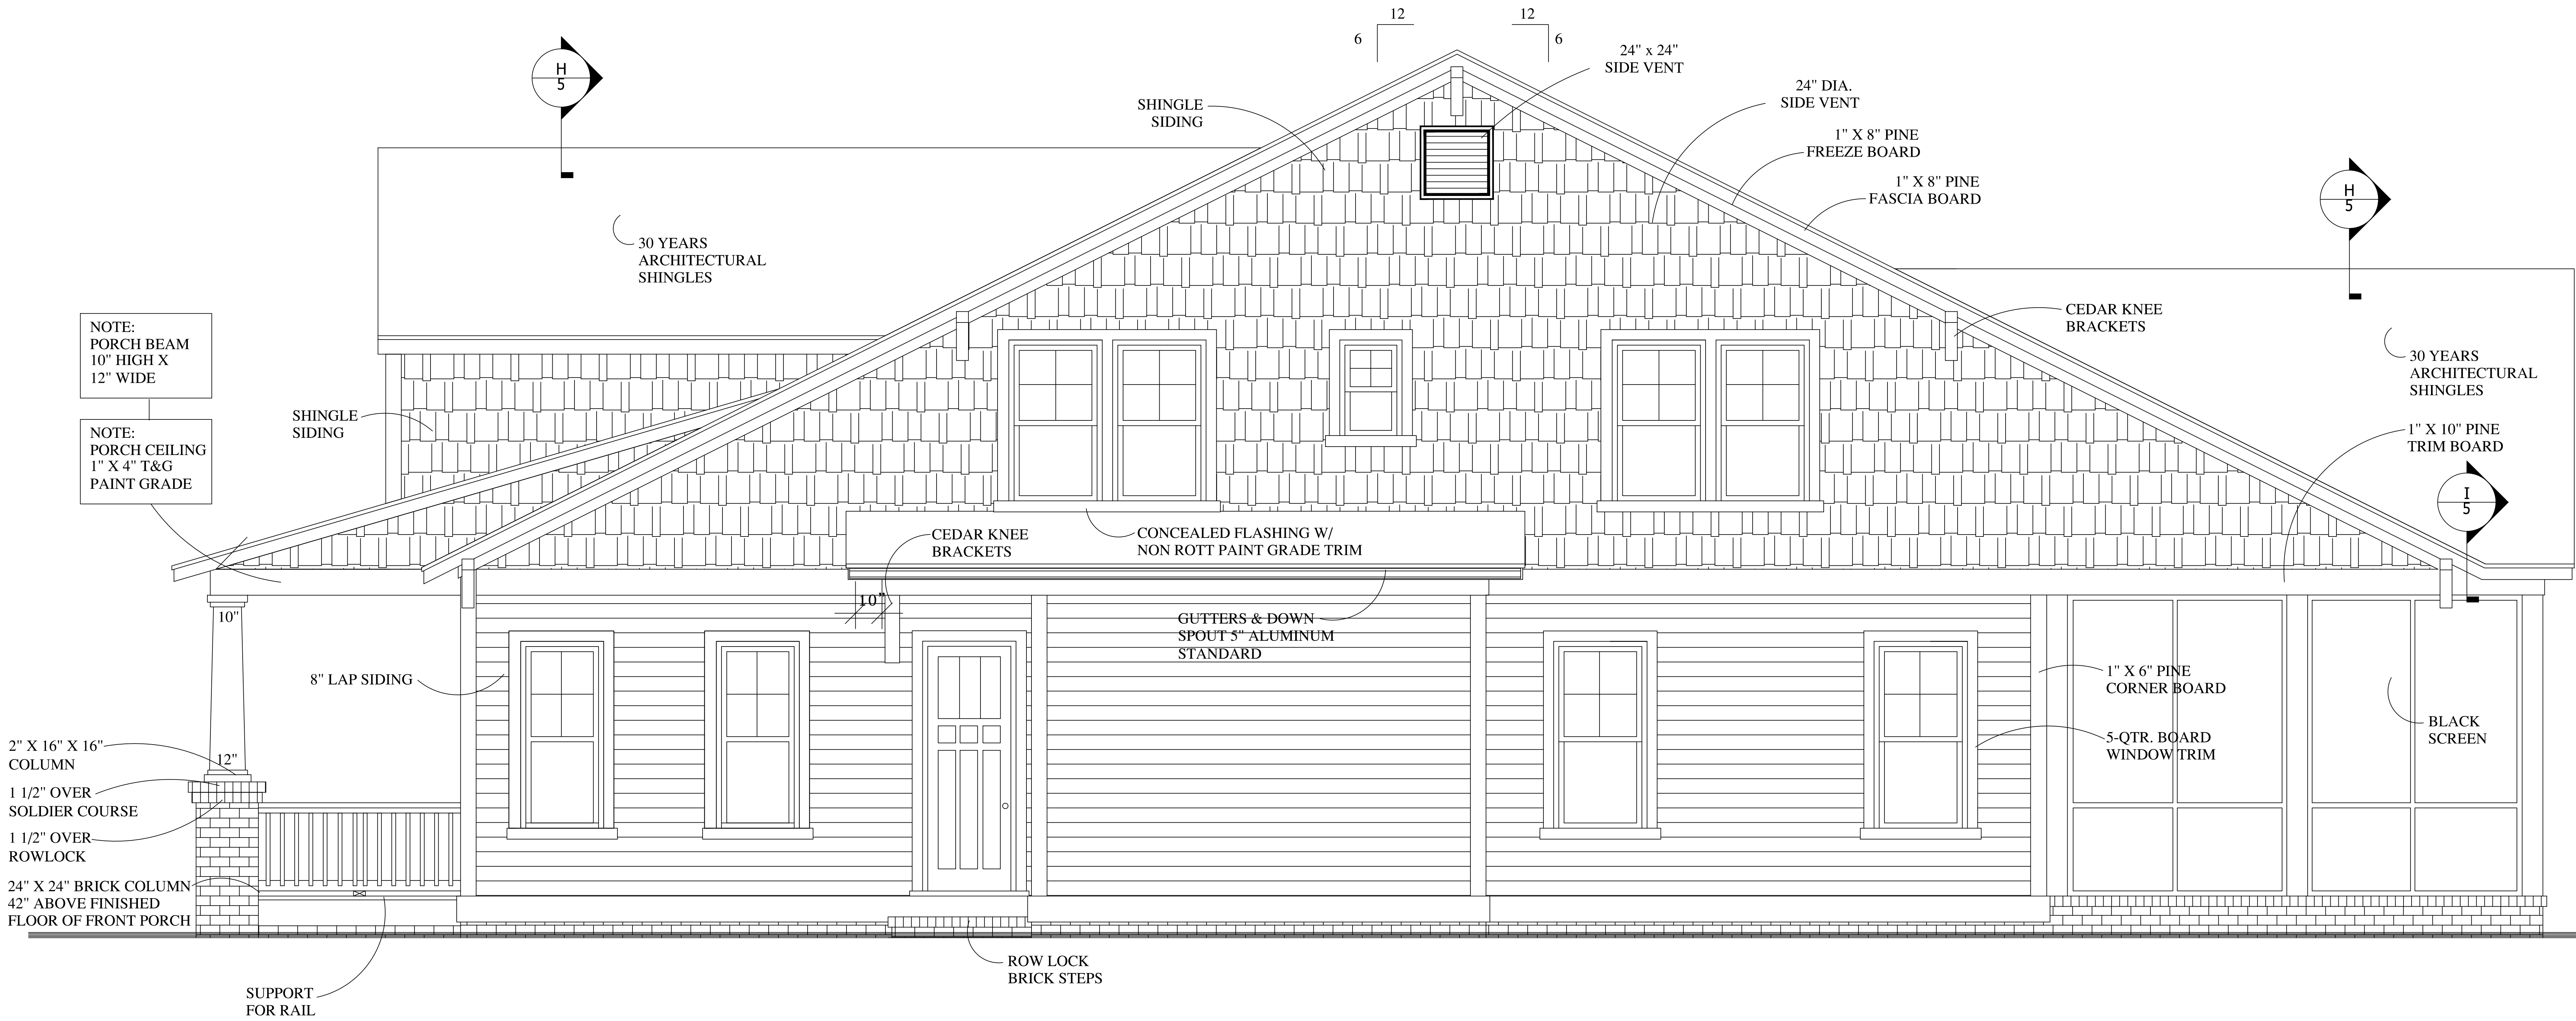 12
12
6
6
24" x 24"
SIDE VENT
H
5
24" DIA.
SIDE VENT
SHINGLE
SIDING
1" X 8" PINE
FREEZE BOARD
1" X 8" PINE
FASCIA BOARD
H
5
30 YEARS
ARCHITECTURAL
SHINGLES
CEDAR KNEE
BRACKETS
NOTE:
PORCH BEAM
10" HIGH X
12" WIDE
30 YEARS
ARCHITECTURAL
SHINGLES
SHINGLE
SIDING
NOTE:
PORCH CEILING
1" X 4" T&G
PAINT GRADE
1" X 10" PINE
TRIM BOARD
I
5
CEDAR KNEE
BRACKETS
CONCEALED FLASHING W/
NON ROTT PAINT GRADE TRIM
10"
10"
GUTTERS & DOWN
SPOUT 5" ALUMINUM
STANDARD
8" LAP SIDING
1" X 6" PINE
CORNER BOARD
BLACK
SCREEN
5-QTR. BOARD
WINDOW TRIM
2" X 16" X 16"
COLUMN
12"
1 1/2" OVER
SOLDIER COURSE
1 1/2" OVER
ROWLOCK
24" X 24" BRICK COLUMN
42" ABOVE FINISHED
FLOOR OF FRONT PORCH
ROW LOCK
BRICK STEPS
SUPPORT
FOR RAIL